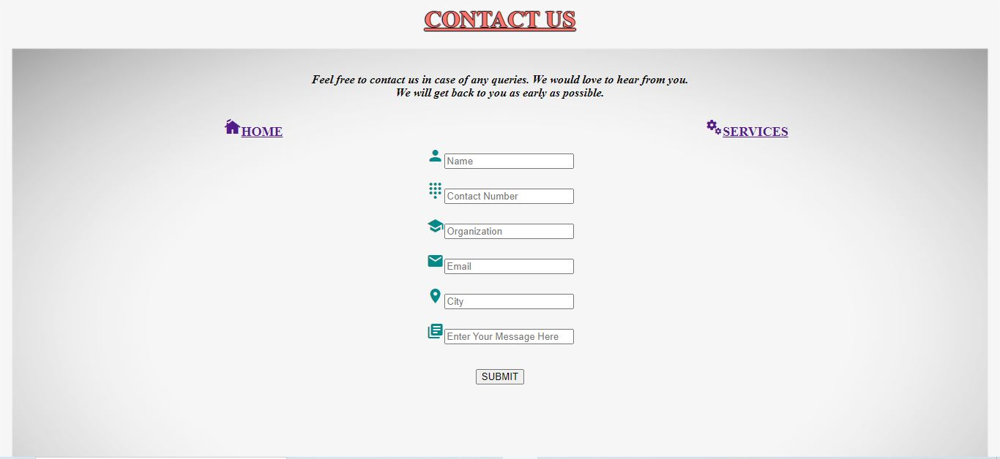 CONTACT US
Feel free to contact us in case of any queries. We would love to hear from you.
We will get back to you as early as possible.
HOME
SERVICES
Name
Contact Number
Organization
Email
City
Enter Your Message Here
SUBMIT